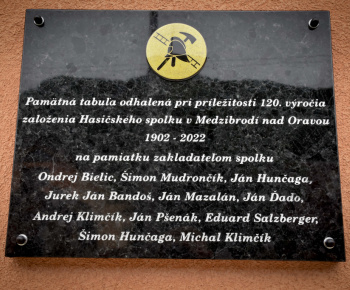 Pamätná tabuľa odhalená pri príležitosti 120. výročia
založenia Hasičského spolku v Medzibrodí nad Oravou
1902 - 2022
na pamiatku zakladateľom spolku
Ondrej Bielic, Šimon Mudrončík, Ján Hunčaga,
Jurek Ján Bandoš, Ján Mazalán, Ján Ďado,
Andrej Klimčík, Ján Pšenák, Eduard Salzberger,
Šimon Hunčaga, Michal Klimčík